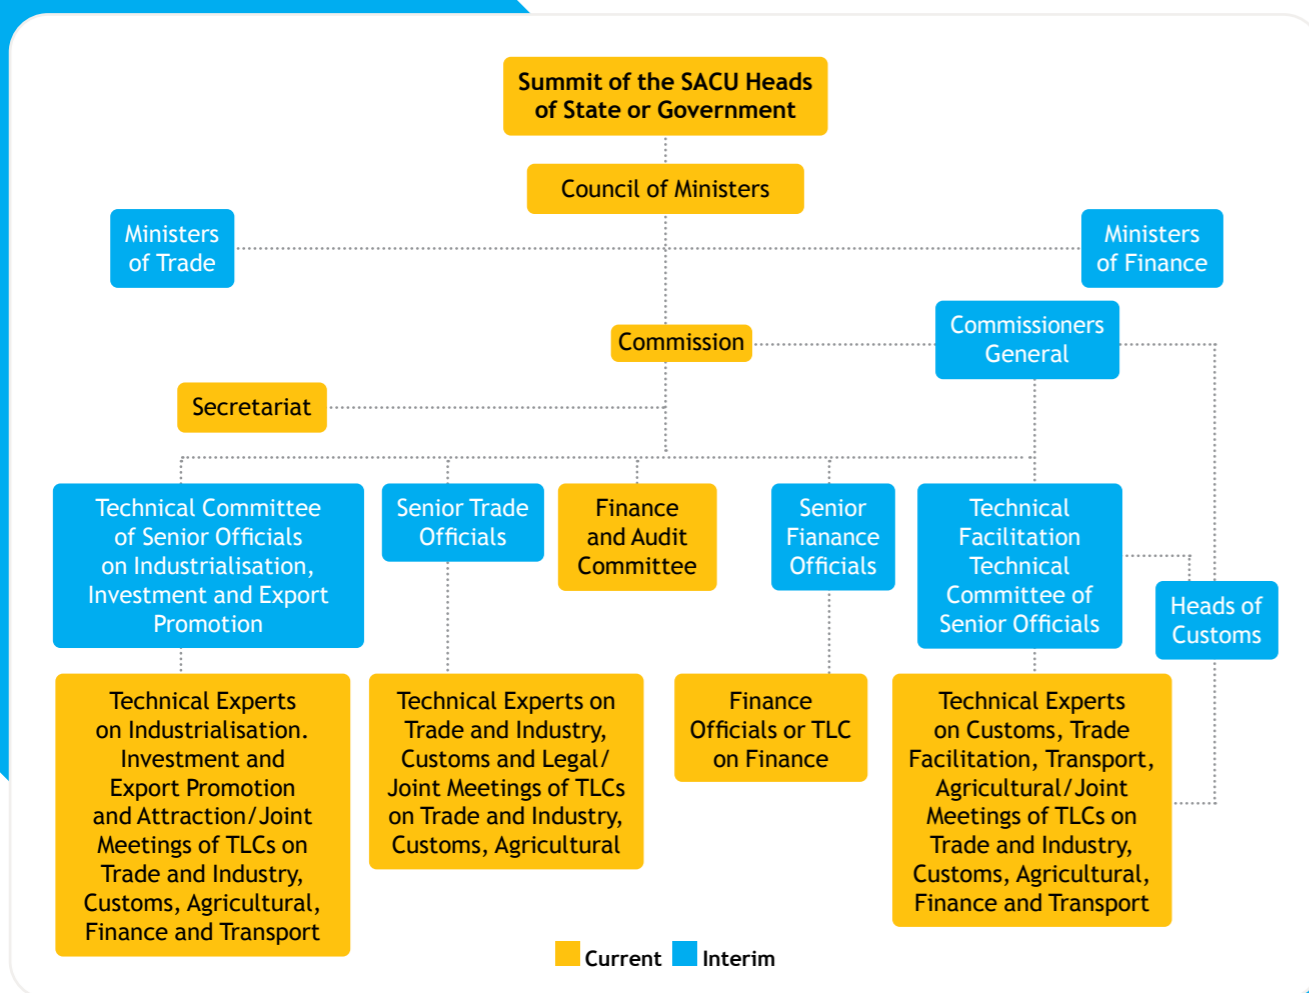 Summit of the SACU Heads
of State or Government
Council of Ministers
Ministers
of Trade
Ministers
of Finance
Commissioners
General
Commission
Secretariat
Technical Committee
of Senior Officials
on Industrialisation,
Investment and Export
Promotion
Senior Trade
Officials
Finance
and Audit
Committee
Senior
Fianance
Officials
Technical
Facilitation
Technical
Committee of
Senior Officials
Heads of
Customs
Technical Experts
on Industrialisation.
Investment and
Export Promotion
and Attraction/Joint
Meetings of TLCs on
Trade and Industry,
Customs, Agricultural,
Finance and Transport
Technical Experts on
Trade and Industry,
Customs and Legal/
Joint Meetings of TLCs
on Trade and Industry,
Customs, Agricultural
Finance
Officials or TLC
on Finance
Technical Experts
on Customs, Trade
Facilitation, Transport,
Agricultural/Joint
Meetings of TLCs on
Trade and Industry,
Customs, Agricultural,
Finance and Transport
Current
Interim